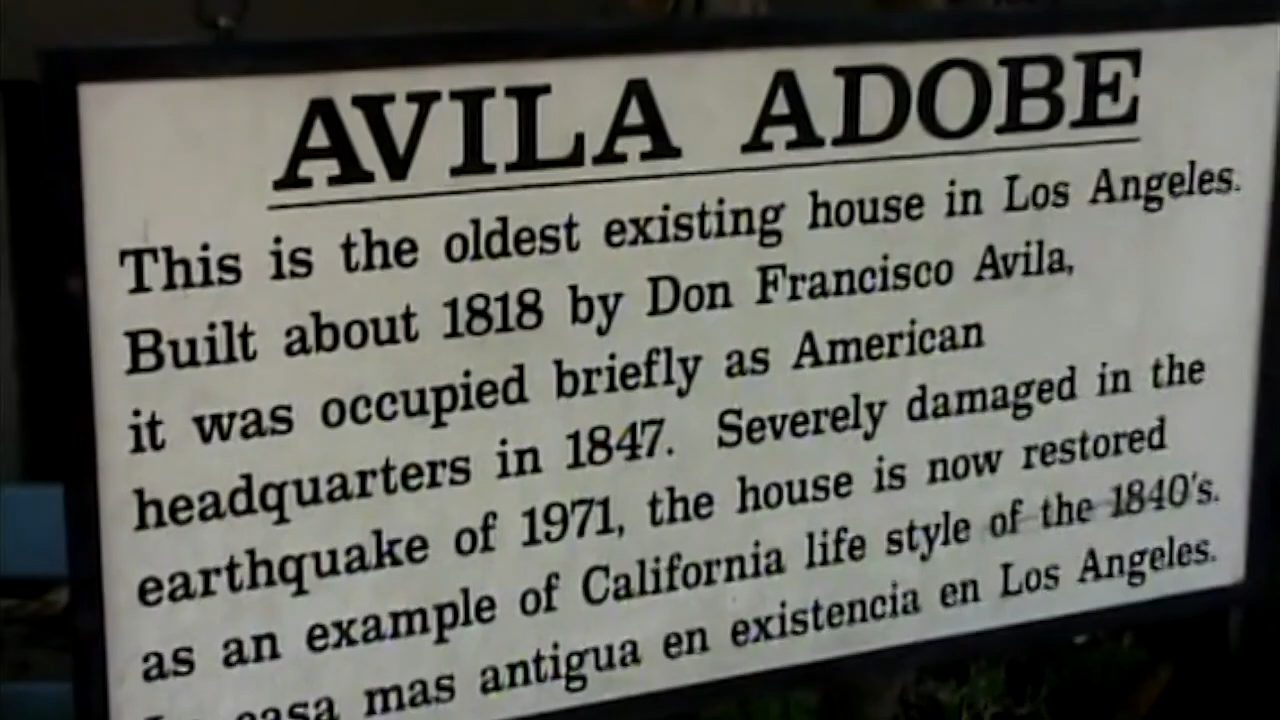 AVILA ADOBE
This is the oldest existing house in Los Angeles.
Built about 1818 by Don Francisco Avila,
it was occupied briefly as American
headquarters in 1847. Severely damaged in the
earthquake of 1971, the house is now restored
as an example of California life style of the 1840's.
casa mas antigua en existencia en Los Angeles.